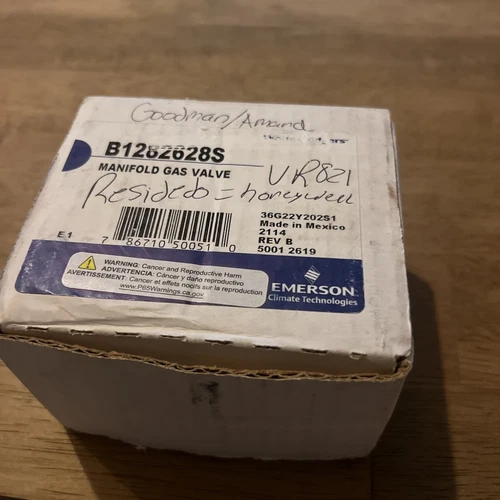 Goodman/Amana
B1282628S
MANIFOLD GAS VALVE
VR821
Resideo = honeywell
36G22Y202S1
Made in Mexico
2114
REV B
5001 2619
E.1
7 86710 50051 0
WARNING: Cancer and Reproductive Harm
ADVERTENCIA: Cáncer y daño reproductivo
AVERTISSEMENT: Cancer et effets nocifs sur la reproduction
www.P65Warnings.ca.gov
EMERSON
Climate Technologies